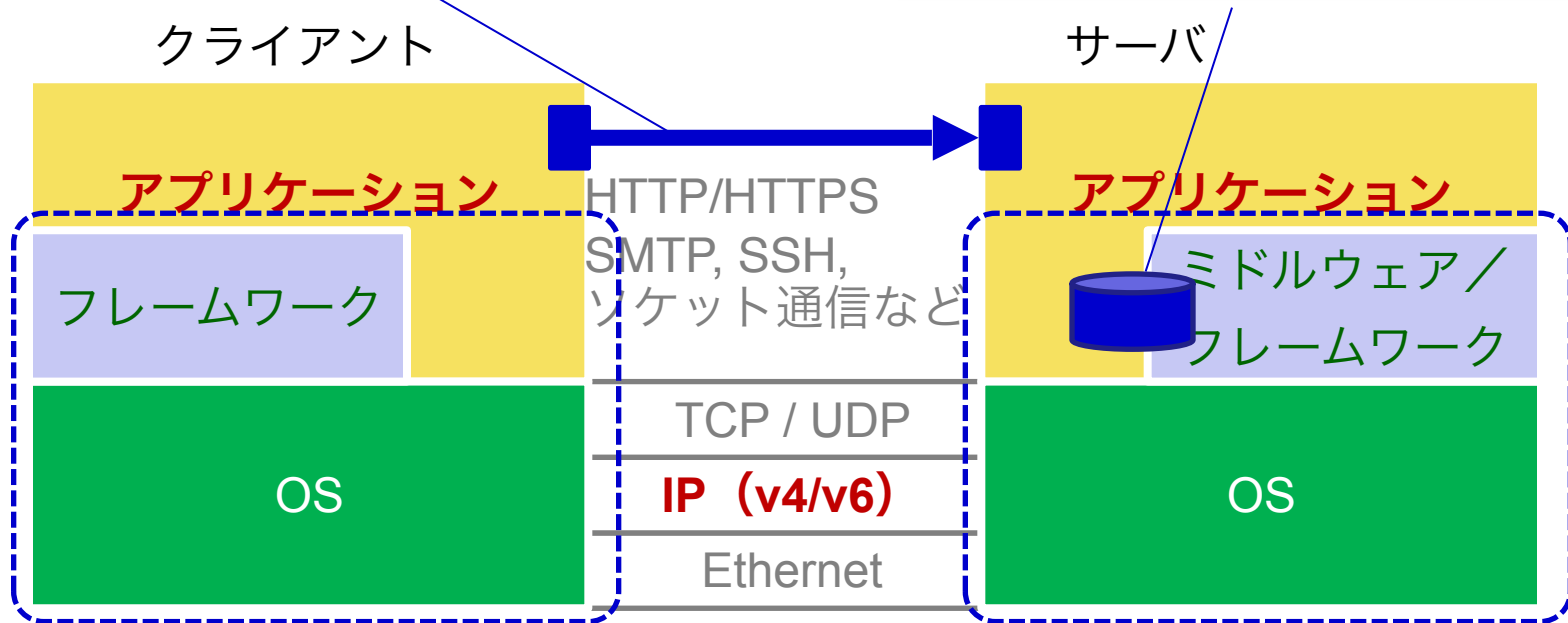 クライアント
サーバ
アプリケーション
HTTP/HTTPS
アプリケーション
SMTP, SSH,
ソケット通信など
フレームワーク
ミドルウェア／
フレームワーク
TCP / UDP
OS
IP（v4/v6）
OS
Ethernet